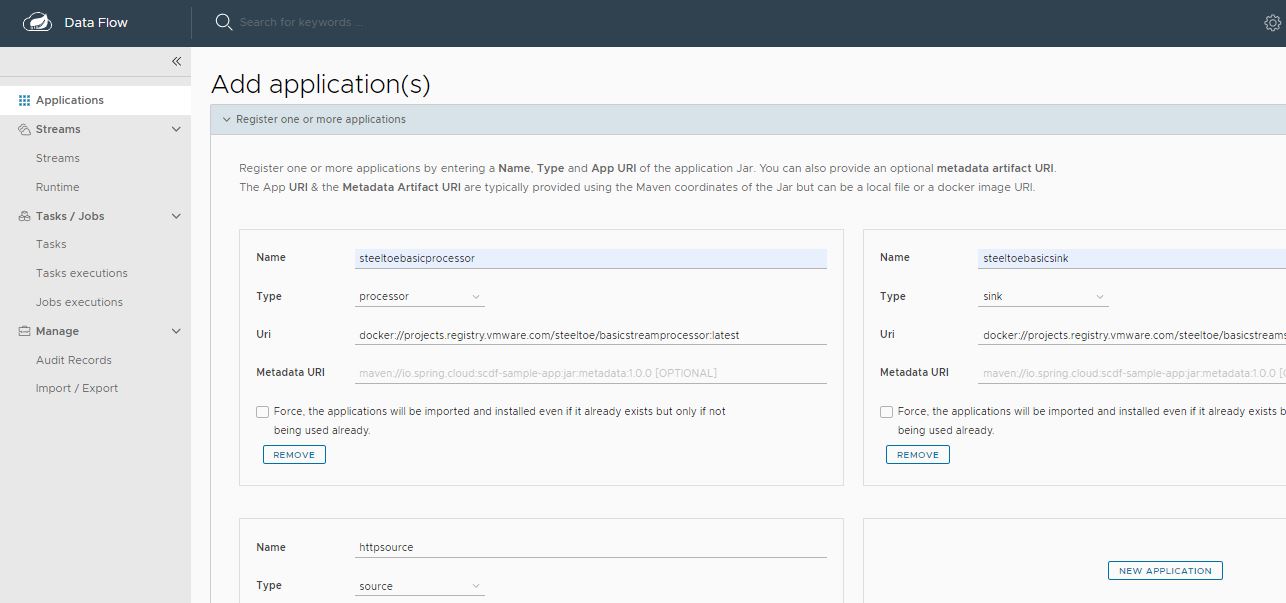 Data Flow
Search for keywords ...
Applications
Streams
Streams
Runtime
Tasks / Jobs
Tasks
Tasks executions
Jobs executions
Manage
Audit Records
Import / Export
Add application(s)
Register one or more applications
Register one or more applications by entering a Name, Type and App URI of the application Jar. You can also provide an optional metadata artifact URI.
The App URI & the Metadata Artifact URI are typically provided using the Maven coordinates of the Jar but can be a local file or a docker image URI.
Name steeltoebasicprocessor
Type processor
Uri docker://projects.registry.vmware.com/steeltoe/basicstreamprocessor:latest
Metadata URI maven://io.spring.cloud:scdf-sample-app:jar:metadata:1.0.0 [OPTIONAL]
Force, the applications will be imported and installed even if it already exists but only if not
being used already.
REMOVE
Name steeltoebasicsink
Type sink
Uri docker://projects.registry.vmware.com/steeltoe/basicstreams
Metadata URI maven://io.spring.cloud:scdf-sample-app:jar:metadata:1.0.0
Force, the applications will be imported and installed even if it already exists b
being used already.
REMOVE
Name httpsource
Type source
NEW APPLICATION